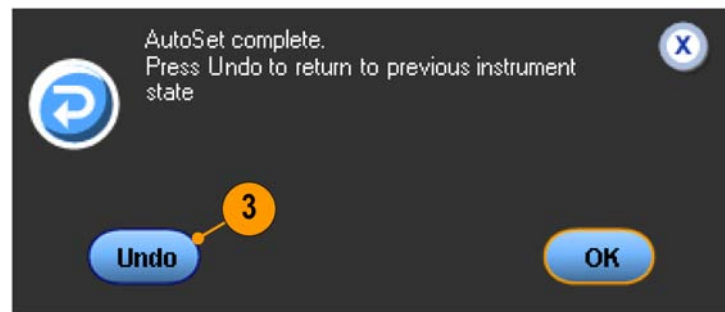 AutoSet complete.
Press Undo to return to previous instrument
state
X
3
Undo
OK